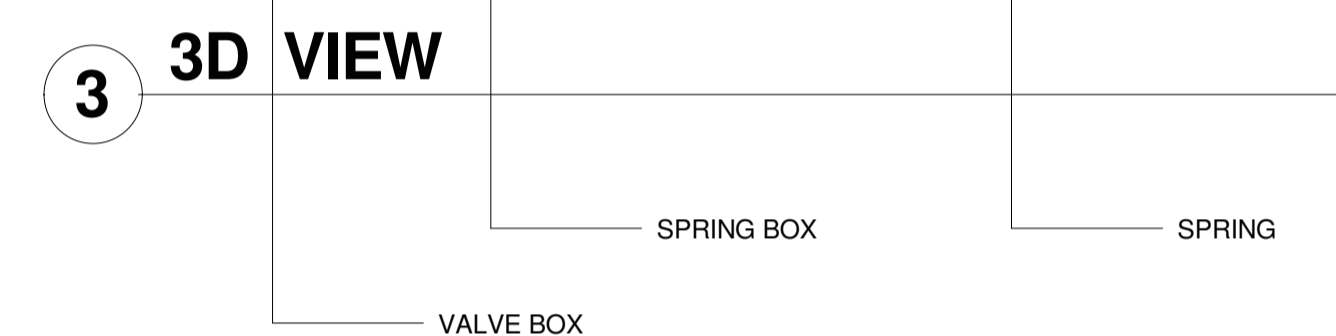 3D VIEW
3
SPRING BOX
SPRING
VALVE BOX